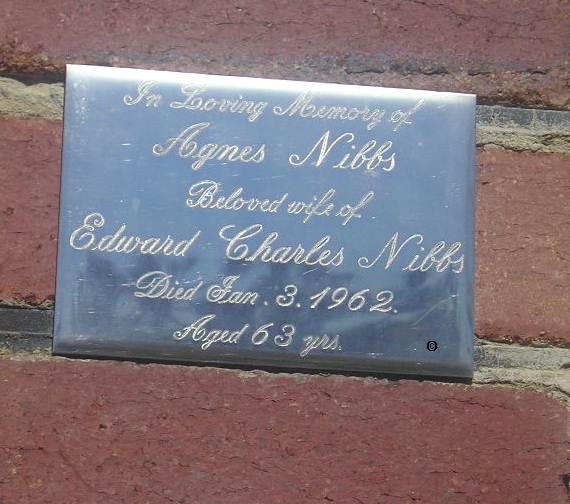 In Loving Memory of
Agnes Nibbs
Beloved wife of
Edward Charles Nibbs
Died Jan. 3. 1962.
Aged 63 yrs.
©